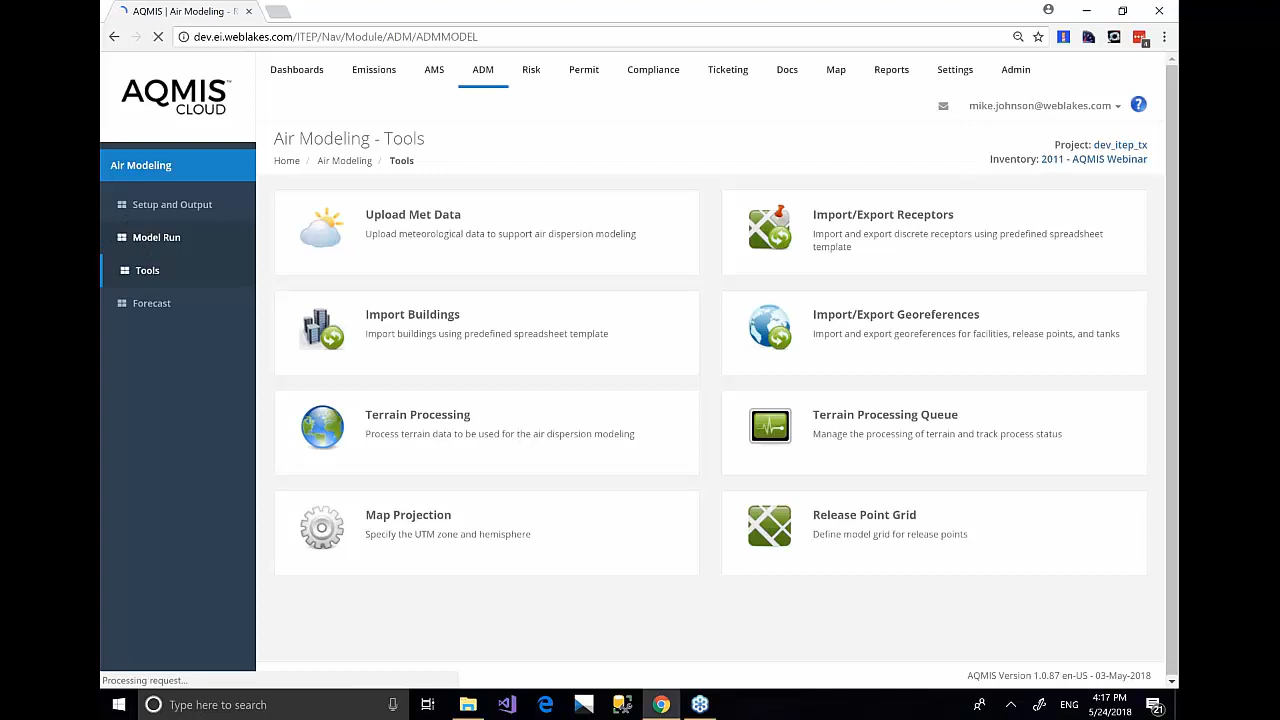 AQMIS | Air Modeling -
dev.ei.weblakes.com/ITEP/Nav/Module/ADM/ADMMODEL
AQMIS™
CLOUD
Dashboards Emissions AMS ADM Risk Permit Compliance Ticketing Docs Map Reports Settings Admin
mike.johnson@weblakes.com
Air Modeling - Tools
Home / Air Modeling / Tools
Project: dev_itep_tx
Inventory: 2011 - AQMIS Webinar
Air Modeling
Setup and Output
Model Run
Tools
Forecast
Upload Met Data
Upload meteorological data to support air dispersion modeling
Import/Export Receptors
Import and export discrete receptors using predefined spreadsheet
template
Import Buildings
Import buildings using predefined spreadsheet template
Import/Export Georeferences
Import and export georeferences for facilities, release points, and tanks
Terrain Processing
Process terrain data to be used for the air dispersion modeling
Terrain Processing Queue
Manage the processing of terrain and track process status
Map Projection
Specify the UTM zone and hemisphere
Release Point Grid
Define model grid for release points
Processing request...
AQMIS Version 1.0.87 en-US - 03-May-2018
Type here to search
ENG
4:17 PM
5/24/2018
21